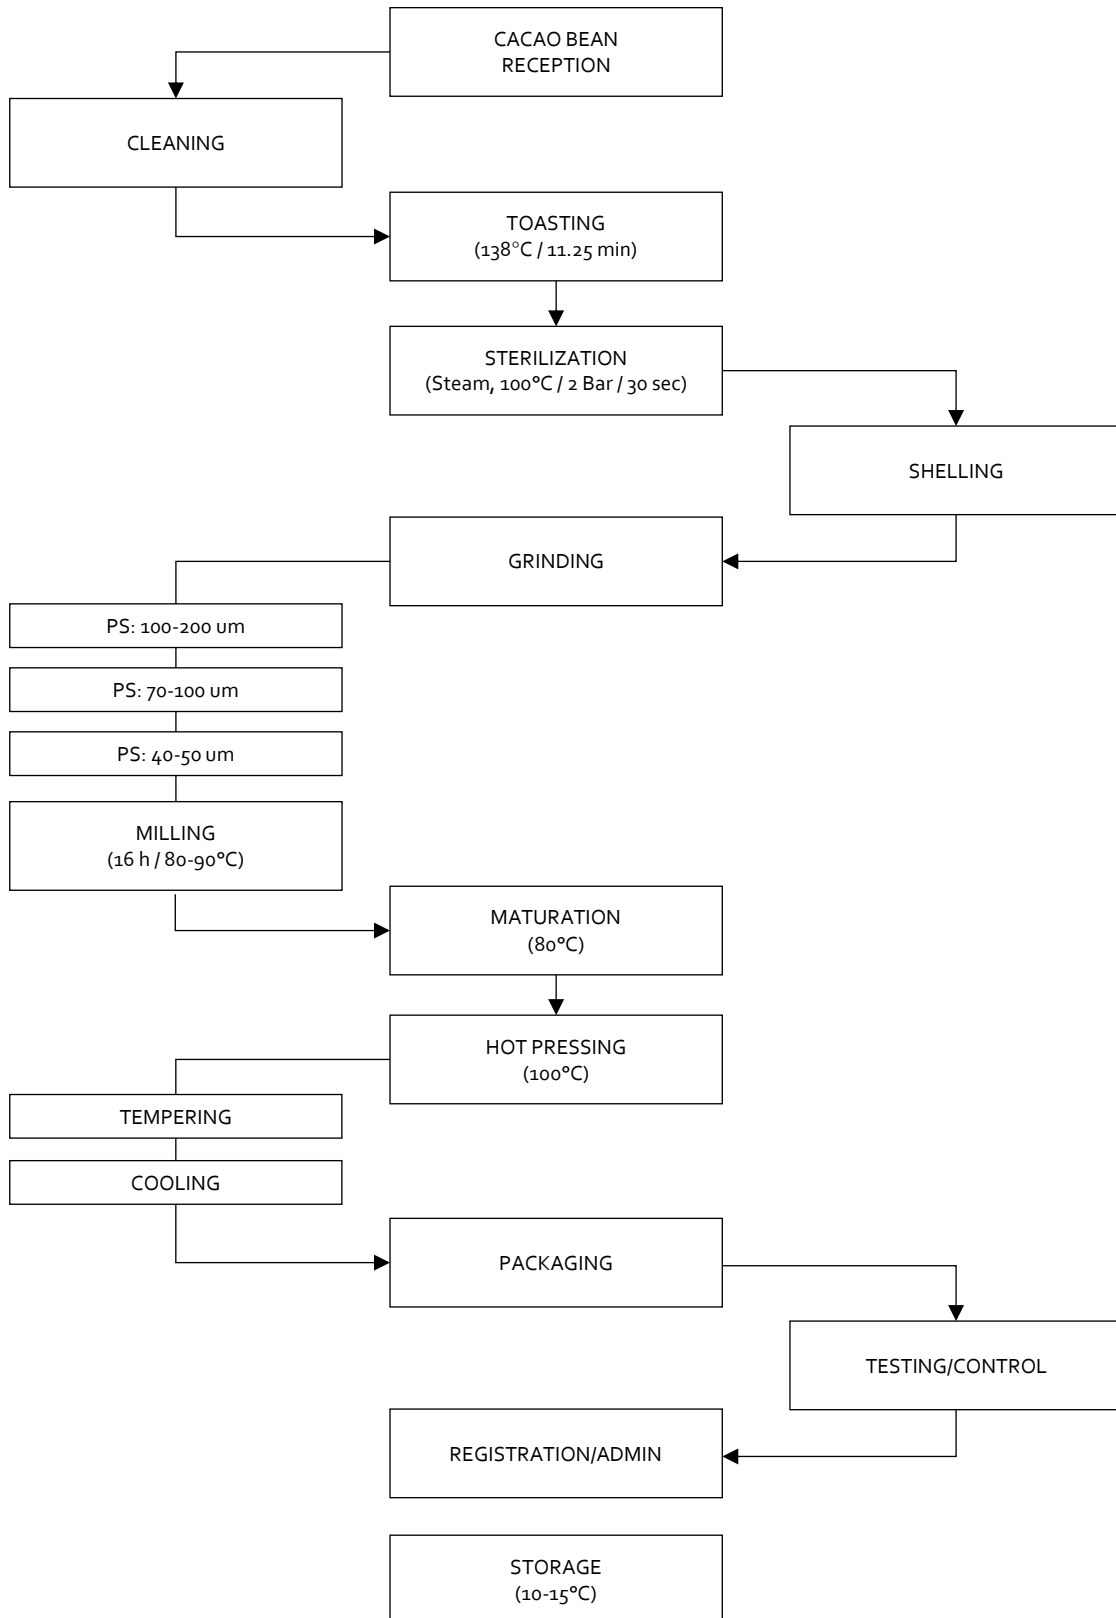 CACAO BEAN
RECEPTION
CLEANING
TOASTING
(138°C / 11.25 min)
STERILIZATION
(Steam, 100°C / 2 Bar / 30 sec)
SHELLING
GRINDING
PS: 100-200 um
PS: 70-100 um
PS: 40-50 um
MILLING
(16 h / 80-90°C)
MATURATION
(80°C)
HOT PRESSING
(100°C)
TEMPERING
COOLING
PACKAGING
TESTING/CONTROL
REGISTRATION/ADMIN
STORAGE
(10-15°C)